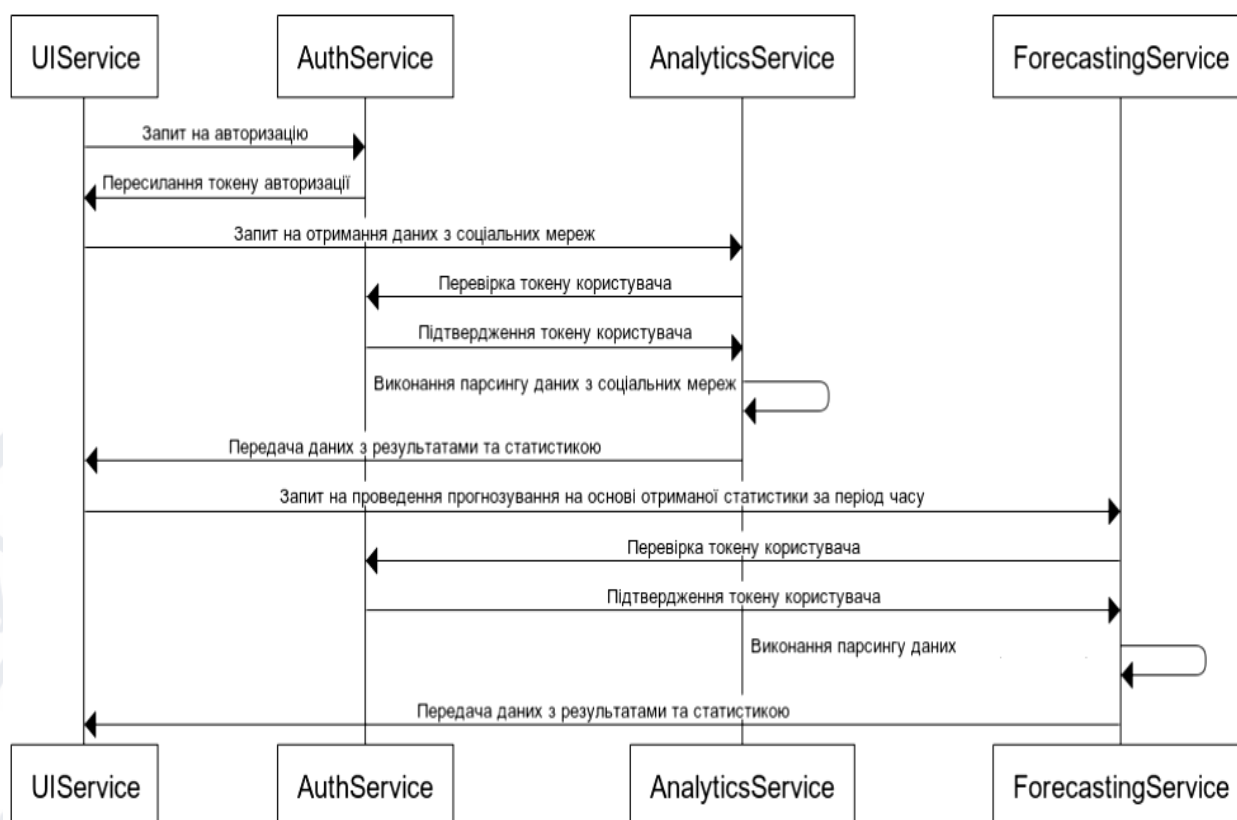 UIService
AuthService
AnalyticsService
ForecastingService
Запит на авторизацію
Пересилання токену авторизації
Запит на отримання даних з соціальних мереж
Перевірка токену користувача
Підтвердження токену користувача
Виконання парсингу даних з соціальних мереж
Передача даних з результатами та статистикою
Запит на проведення прогнозування на основі отриманої статистики за період часу
Перевірка токену користувача
Підтвердження токену користувача
Виконання парсингу даних
Передача даних з результатами та статистикою
UIService
AuthService
AnalyticsService
ForecastingService